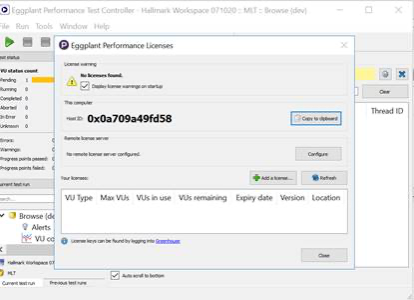 Eggplant Performance Test Controller - Hallmark Workspace 071020 :: MLT :: Browse (dev)
File Run Tools Window Help
Test status
VU status count
Pending 1
Running 0
Completed 0
Aborted 0
In Error 0
Unknown 0
Errors: 0
Warnings: 0
Progress points passed: 0
Progress points failed: 0
Current test run
Browse (dev)
Alerts
VU co
Hallmark Workspace 07
MLT
Current test run Previous test runs
Auto scroll to bottom
Clear
Thread ID
Eggplant Performance Licenses
License warning
No licenses found.
Display license warnings on startup
This computer
Host ID: 0x0a709a49fd58
Copy to clipboard
Remote license server
No remote license server configured.
Configure
Your licenses:
Add a license...
Refresh
VU Type Max VUs VUs in use VUs remaining Expiry date Version Location
License keys can be found by logging into Greenhouse.
Close